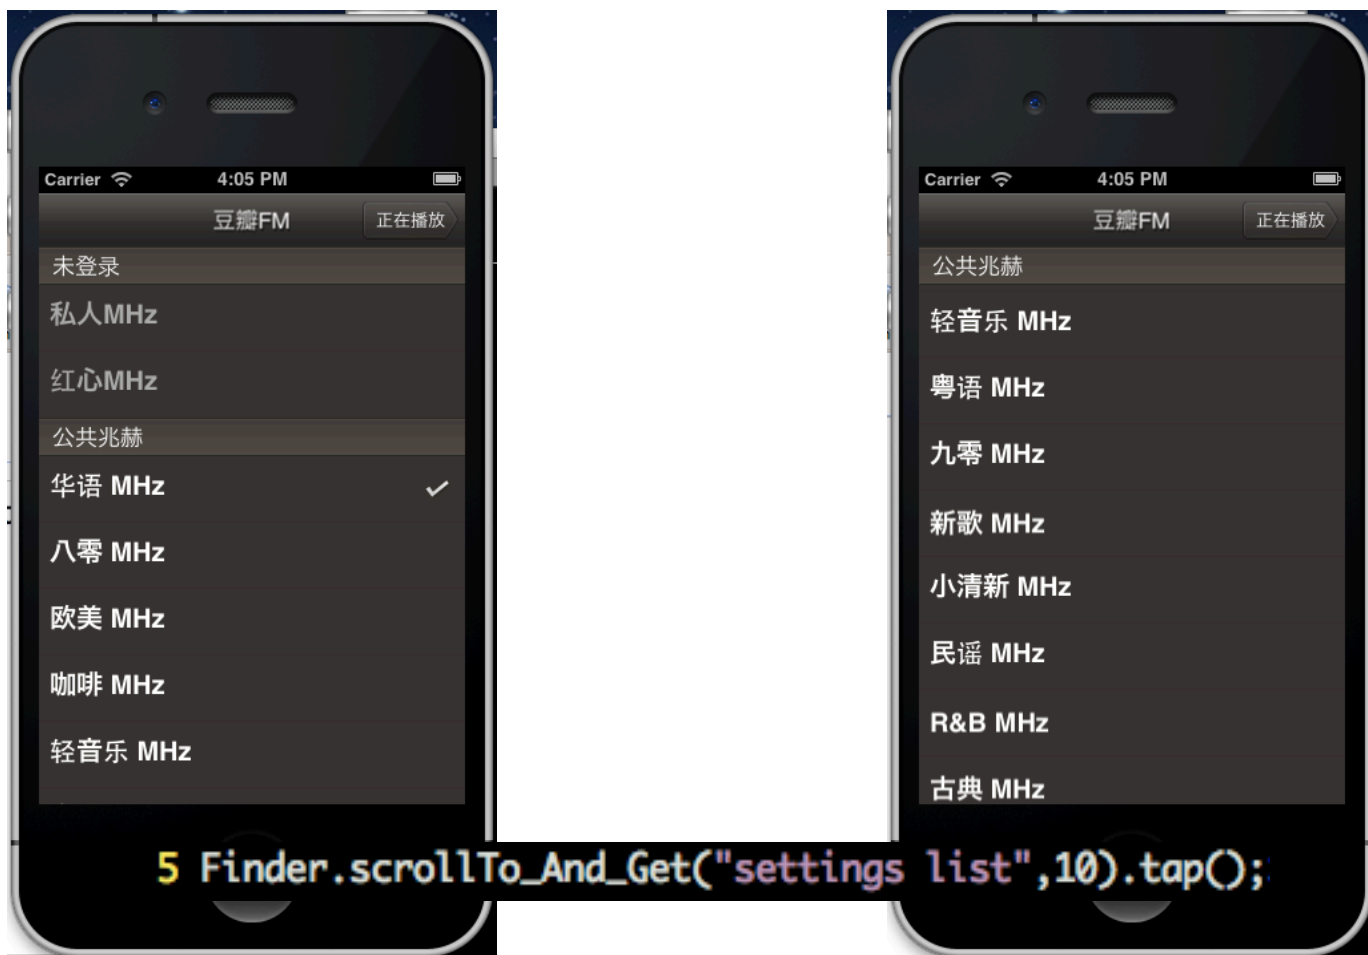 Carrier 4:05 PM
豆瓣FM 正在播放
未登录
私人MHz
红心MHz
公共兆赫
华语 MHz
八零 MHz
欧美 MHz
咖啡 MHz
轻音乐 MHz
Carrier 4:05 PM
豆瓣FM 正在播放
公共兆赫
轻音乐 MHz
粤语 MHz
九零 MHz
新歌 MHz
小清新 MHz
民谣 MHz
R&B MHz
古典 MHz
5 Finder.scrollTo_And_Get("settings list",10).tap();